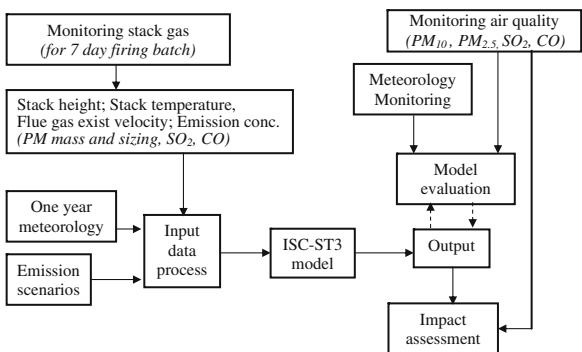 Monitoring stack gas
(for 7 day firing batch)
Monitoring air quality
(PM10, PM2.5, SO2, CO)
Meteorology
Monitoring
Stack height; Stack temperature,
Flue gas exist velocity; Emission conc.
(PM mass and sizing, SO2, CO)
Model
evaluation
One year
meteorology
Input
data
process
ISC-ST3
model
Output
Emission
scenarios
Impact
assessment